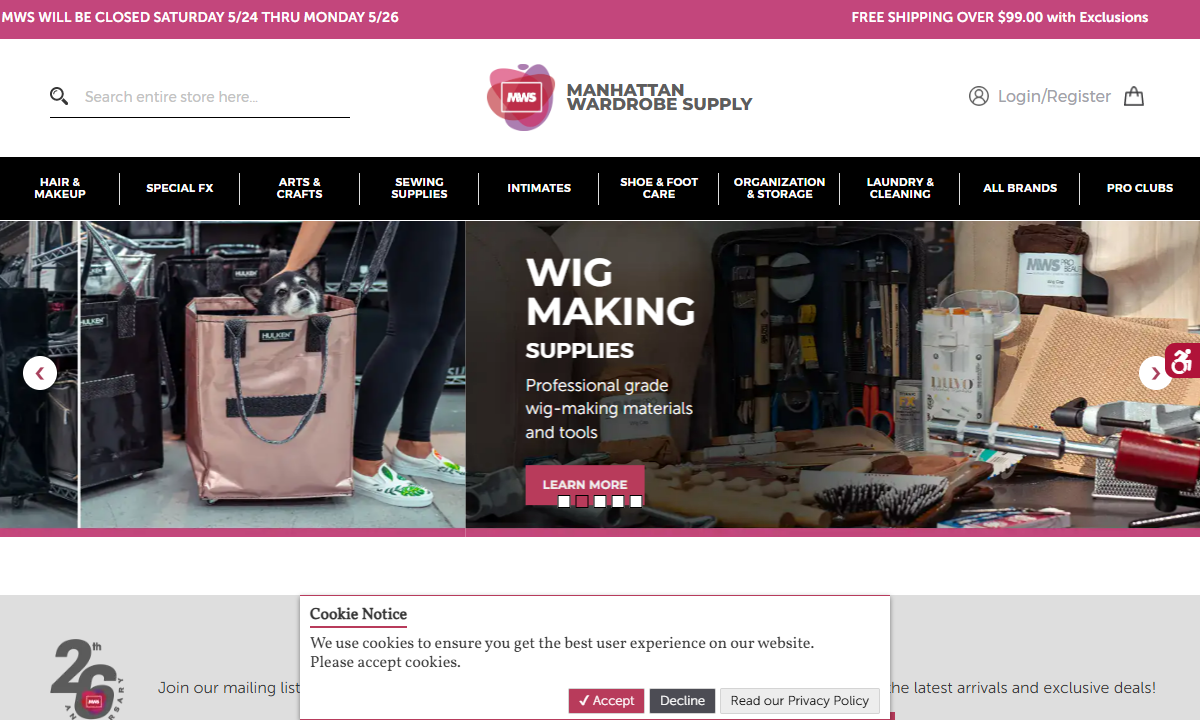 MWS WILL BE CLOSED SATURDAY 5/24 THRU MONDAY 5/26
FREE SHIPPING OVER $99.00 with Exclusions
Search entire store here...
MWS
MANHATTAN
WARDROBE SUPPLY
Login/Register
HAIR &
MAKEUP
SPECIAL FX
ARTS &
CRAFTS
SEWING
SUPPLIES
INTIMATES
SHOE & FOOT
CARE
ORGANIZATION
& STORAGE
LAUNDRY &
CLEANING
ALL BRANDS
PRO CLUBS
HULKEN
HULKEN
HULKEN
WIG
MAKING
SUPPLIES
Professional grade
wig-making materials
and tools
LEARN MORE
MWS PRO
BEAUTY
Wig Cap
NUVO
Cookie Notice
We use cookies to ensure you get the best user experience on our website.
Please accept cookies.
✓ Accept
Decline
Read our Privacy Policy
26th
MWS
Join our mailing list
the latest arrivals and exclusive deals!